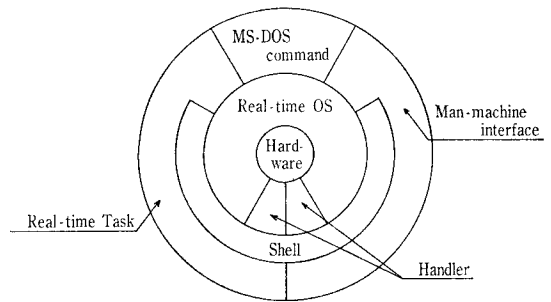 MS-DOS
command
Real-time OS
Man-machine
interface
Hard-
ware
Real-time Task
Shell
Handler